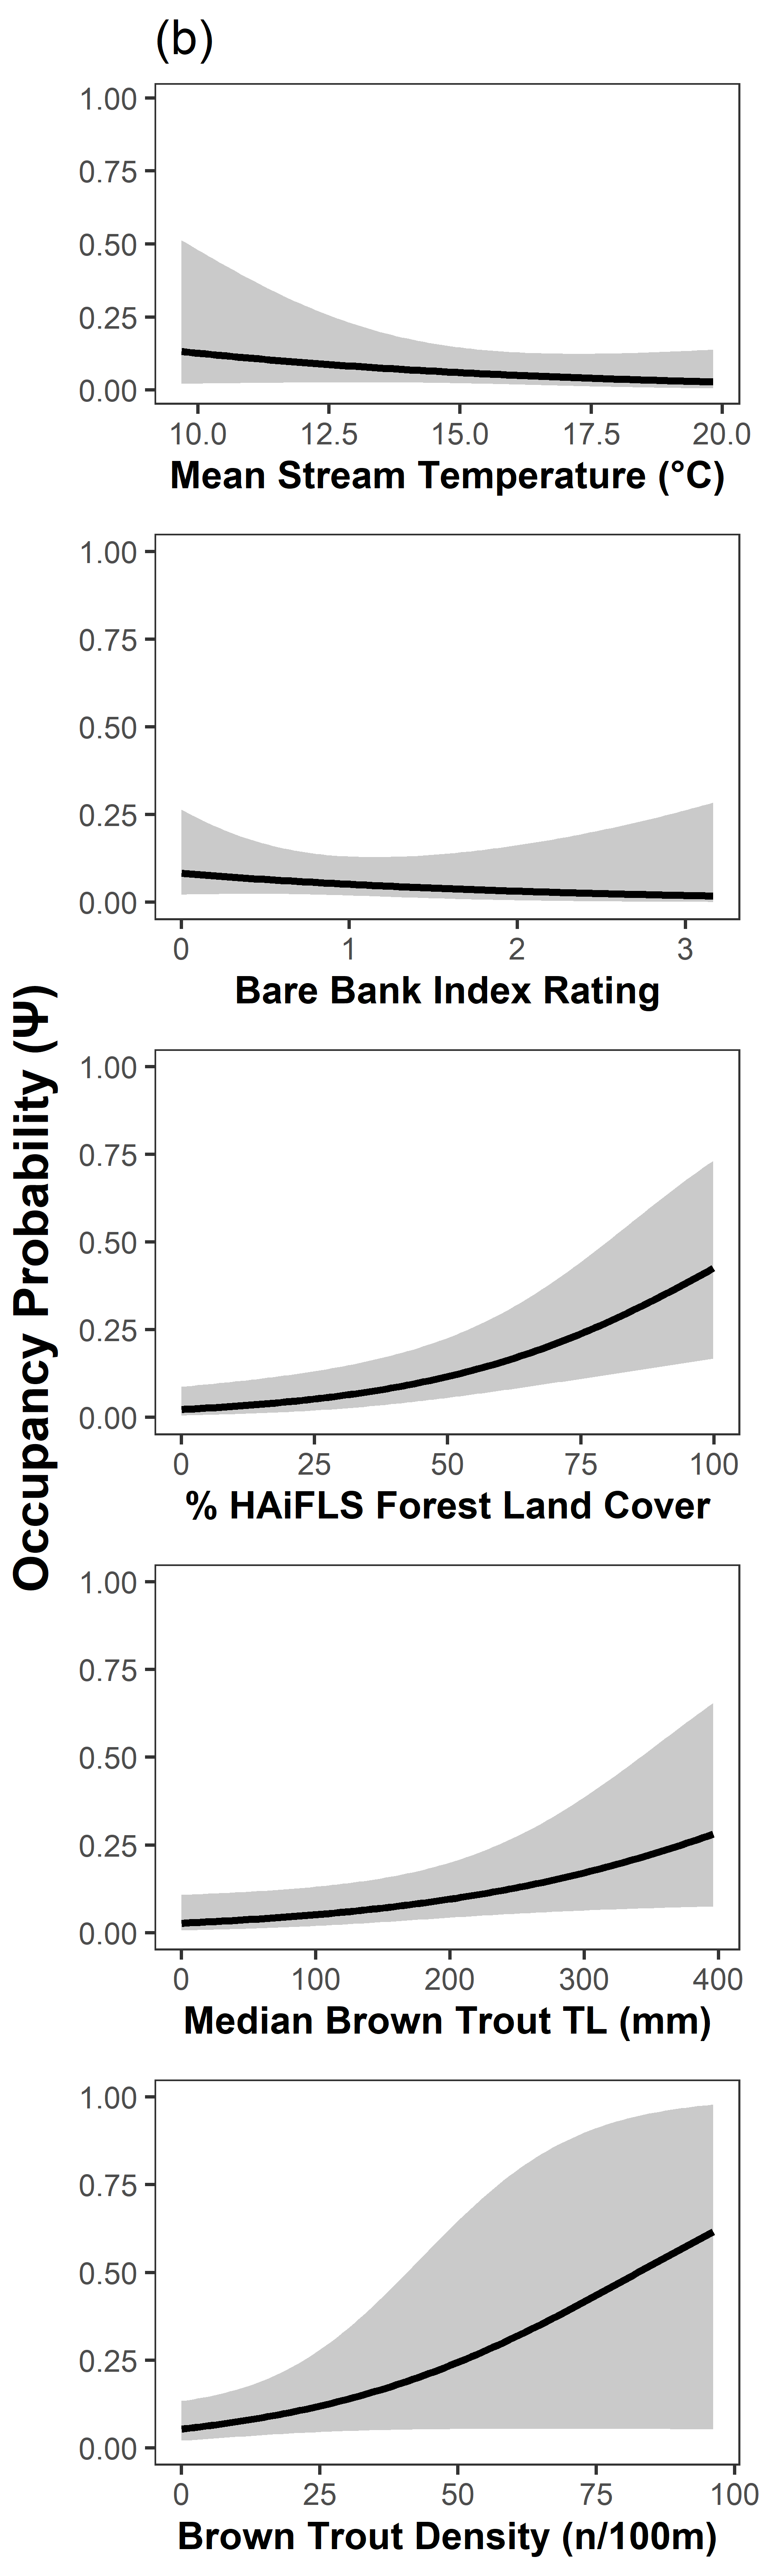 (b)
Occupancy Probability (Ψ)
1.00
0.75
0.50
0.25
0.00
10.0 12.5 15.0 17.5 20.0
Mean Stream Temperature (°C)
1.00
0.75
0.50
0.25
0.00
0 1 2 3
Bare Bank Index Rating
1.00
0.75
0.50
0.25
0.00
0 25 50 75 100
% HAiFLS Forest Land Cover
1.00
0.75
0.50
0.25
0.00
0 100 200 300 400
Median Brown Trout TL (mm)
1.00
0.75
0.50
0.25
0.00
0 25 50 75 100
Brown Trout Density (n/100m)